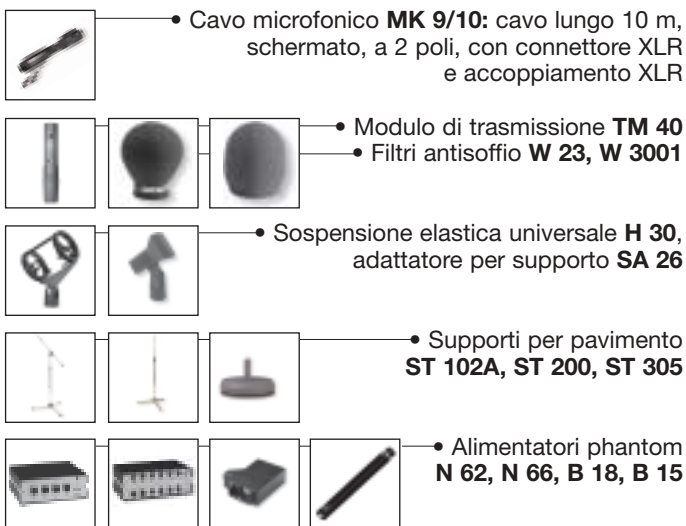 • Cavo microfonico MK 9/10: cavo lungo 10 m,
schermato, a 2 poli, con connettore XLR
e accoppiamento XLR
• Modulo di trasmissione TM 40
• Filtri antisoffio W 23, W 3001
• Sospensione elastica universale H 30,
adattatore per supporto SA 26
• Supporti per pavimento
ST 102A, ST 200, ST 305
• Alimentatori phantom
N 62, N 66, B 18, B 15